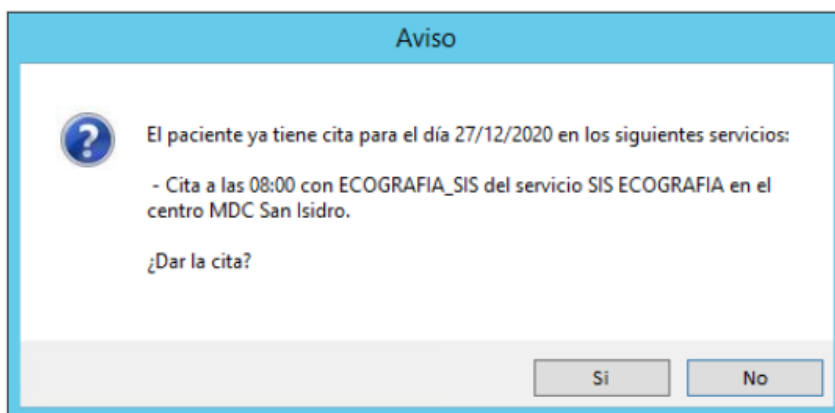 Aviso
El paciente ya tiene cita para el día 27/12/2020 en los siguientes servicios:
- Cita a las 08:00 con ECOGRAFIA_SIS del servicio SIS ECOGRAFIA en el
centro MDC San Isidro.
¿Dar la cita?
Si
No